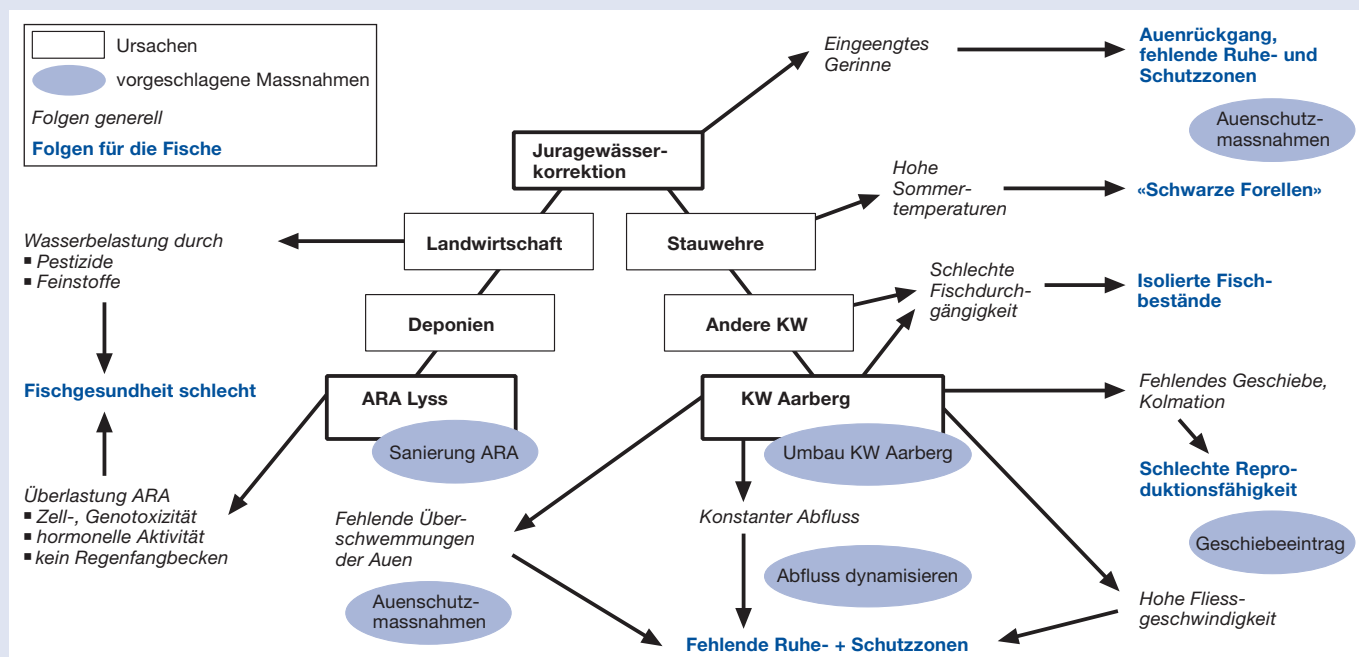 Ursachen
vorgeschlagene Massnahmen
Folgen generell
Folgen für die Fische
Eingeengtes
Gerinne
Auenrückgang,
fehlende Ruhe- und
Schutzzonen
Auenschutz-
massnahmen
Juragewässer-
korrektion
Hohe
Sommer-
temperaturen
«Schwarze Forellen»
Landwirtschaft
Stauwehre
Wasserbelastung durch
▪ Pestizide
▪ Feinstoffe
Schlechte
Fischdurch-
gängigkeit
Isolierte Fisch-
bestände
Deponien
Andere KW
Fischgesundheit schlecht
ARA Lyss
Sanierung ARA
KW Aarberg
Umbau KW Aarberg
Fehlendes Geschiebe,
Kolmation
Schlechte Repro-
duktionsfähigkeit
Geschiebeeintrag
Überlastung ARA
▪ Zell-, Genotoxizität
▪ hormonelle Aktivität
▪ kein Regenfangbecken
Fehlende Über-
schwemmungen
der Auen
Auenschutz-
massnahmen
Konstanter Abfluss
Abfluss dynamisieren
Hohe Fliess-
geschwindigkeit
Fehlende Ruhe- + Schutzzonen